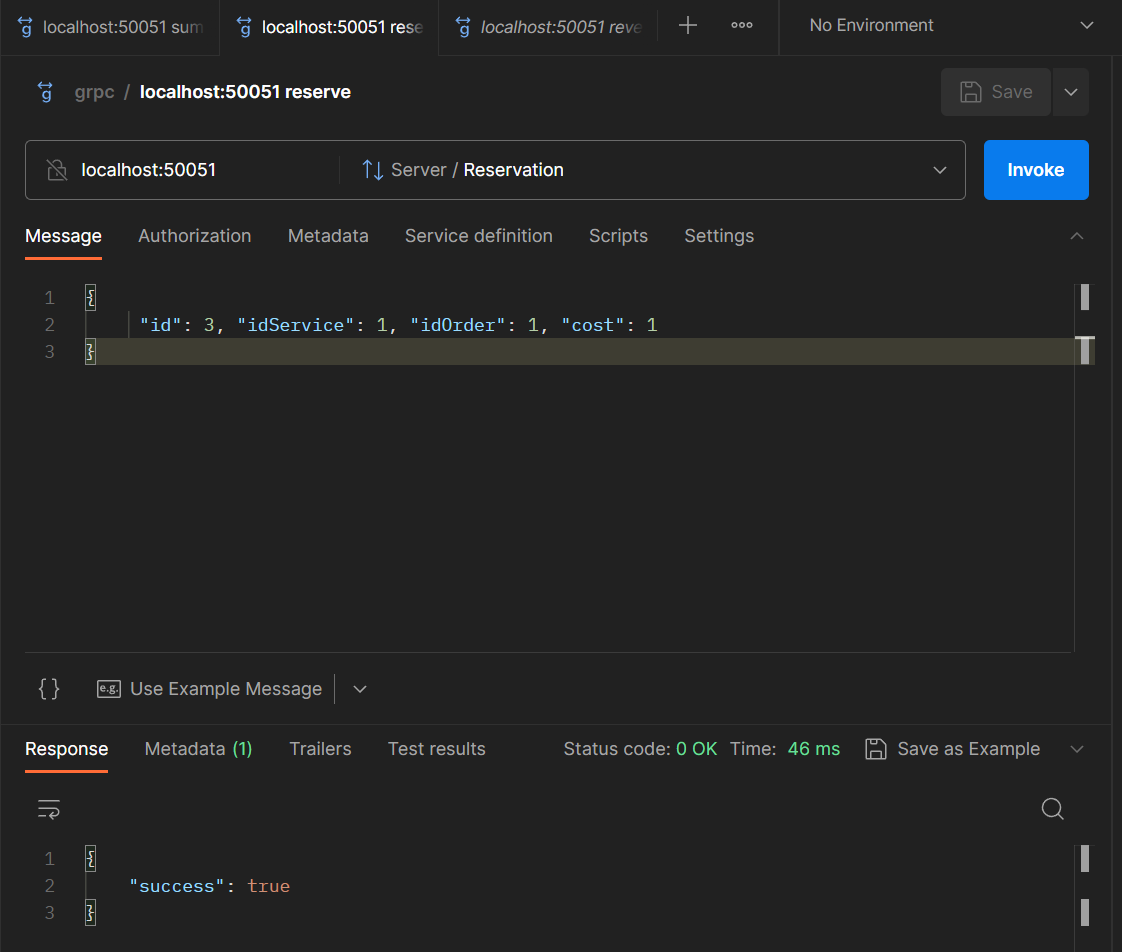 localhost:50051 sum
localhost:50051 rese
localhost:50051 reve
No Environment
grpc / localhost:50051 reserve
Save
localhost:50051
Server / Reservation
Invoke
Message Authorization Metadata Service definition Scripts Settings
1 {
2 "id": 3, "idService": 1, "idOrder": 1, "cost": 1
3 }
{} e.g. Use Example Message
Response Metadata (1) Trailers Test results Status code: 0 OK Time: 46 ms Save as Example
1 {
2 "success": true
3 }